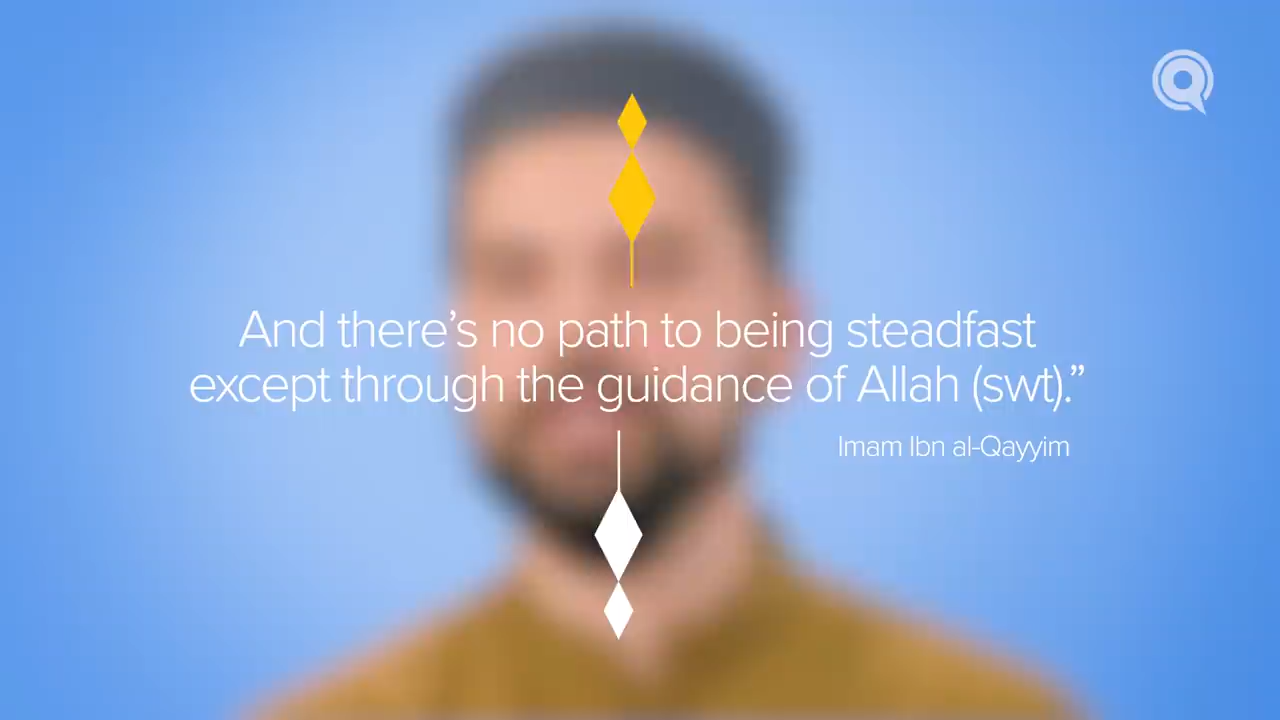 And there's no path to being steadfast
except through the guidance of Allah (swt).”
Imam Ibn al-Qayyim